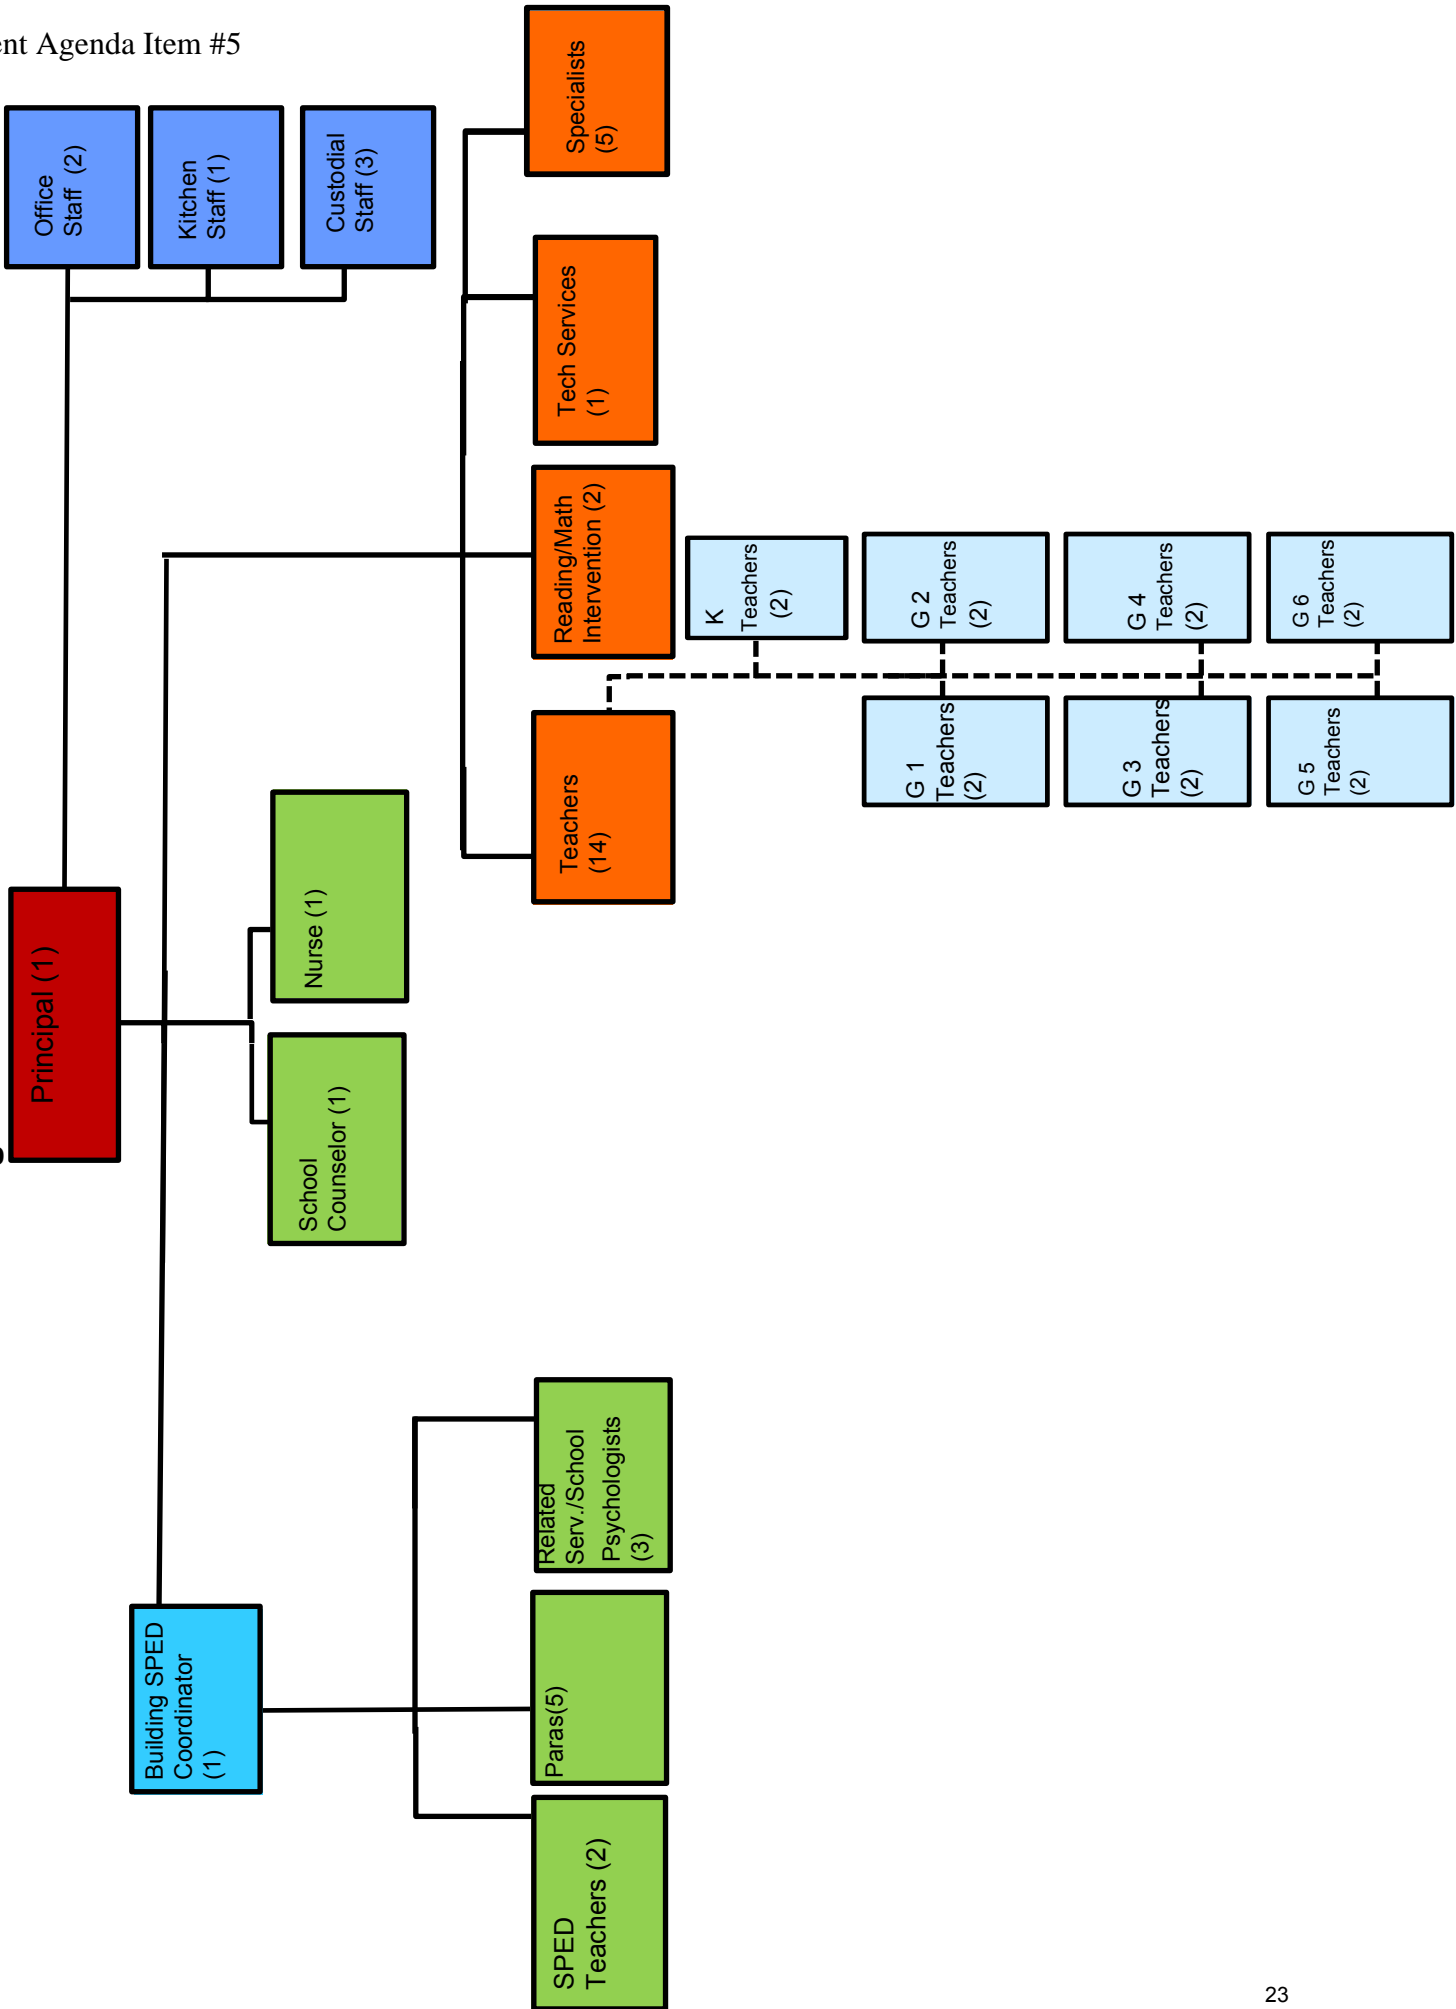 ent Agenda Item #5
Principal (1)
Office
Staff (2)
Kitchen
Staff (1)
Custodial
Staff (3)
Building SPED
Coordinator
(1)
School
Counselor (1)
Nurse (1)
SPED
Teachers (2)
Paras(5)
Related
Serv./School
Psychologists
(3)
Teachers
(14)
Reading/Math
Intervention (2)
Tech Services
(1)
Specialists
(5)
K
Teachers
(2)
G 1
Teachers
(2)
G 2
Teachers
(2)
G 3
Teachers
(2)
G 4
Teachers
(2)
G 5
Teachers
(2)
G 6
Teachers
(2)
23